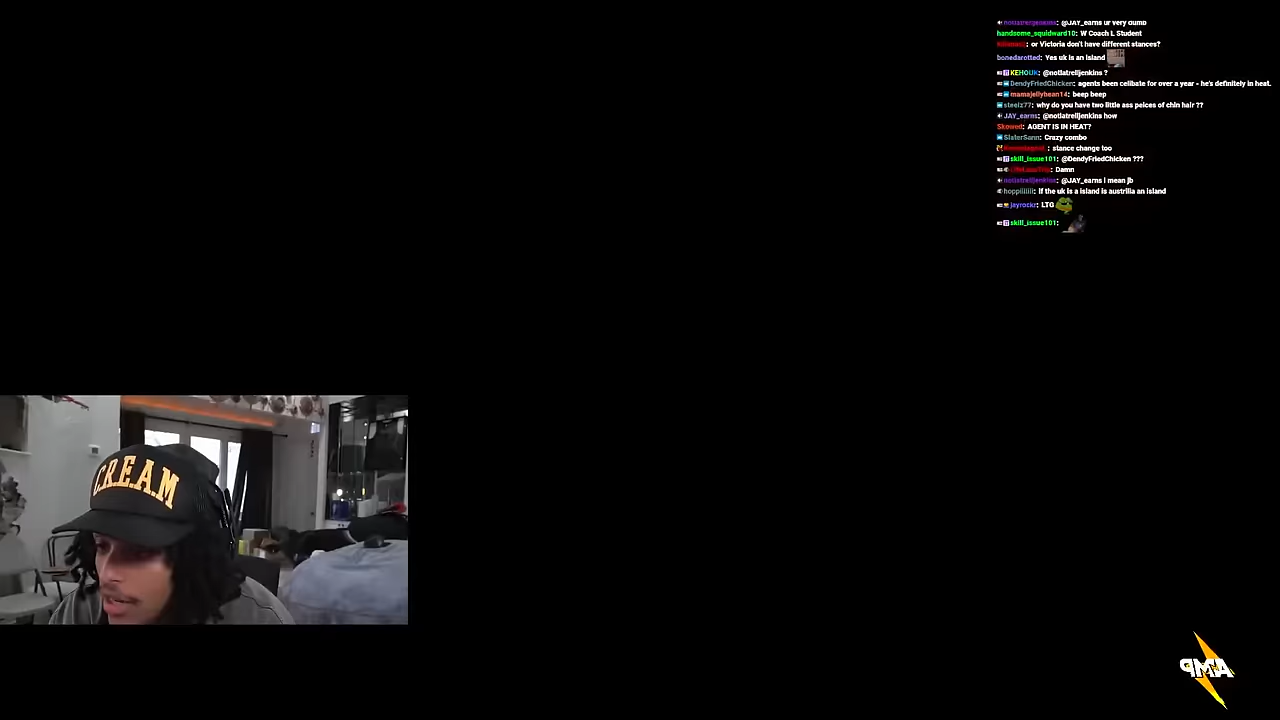 @JAY_earns ur very dumb
handsome_squidward10: W Coach L Student
: or Victoria don't have different stances?
bonedarotted: Yes uk is an island
KEHOUK: @notlatrelljenkins ?
DendyFriedChicken: agents been celibate for over a year - he's definitely in heat.
mamajellybean14: beep beep
steelz77: why do you have two little ass peices of chin hair ??
JAY_earns: @notlatrelljenkins how
Skowed: AGENT IS IN HEAT?
SlaterSann: Crazy combo
: stance change too
skill_issue101: @DendyFriedChicken ???
: Damn
notlatrelljenkins: @JAY_earns I mean jb
: If the uk is a island is austrilia an island
jayrockr: LTG
skill_issue101:
C.R.E.A.M
AMP